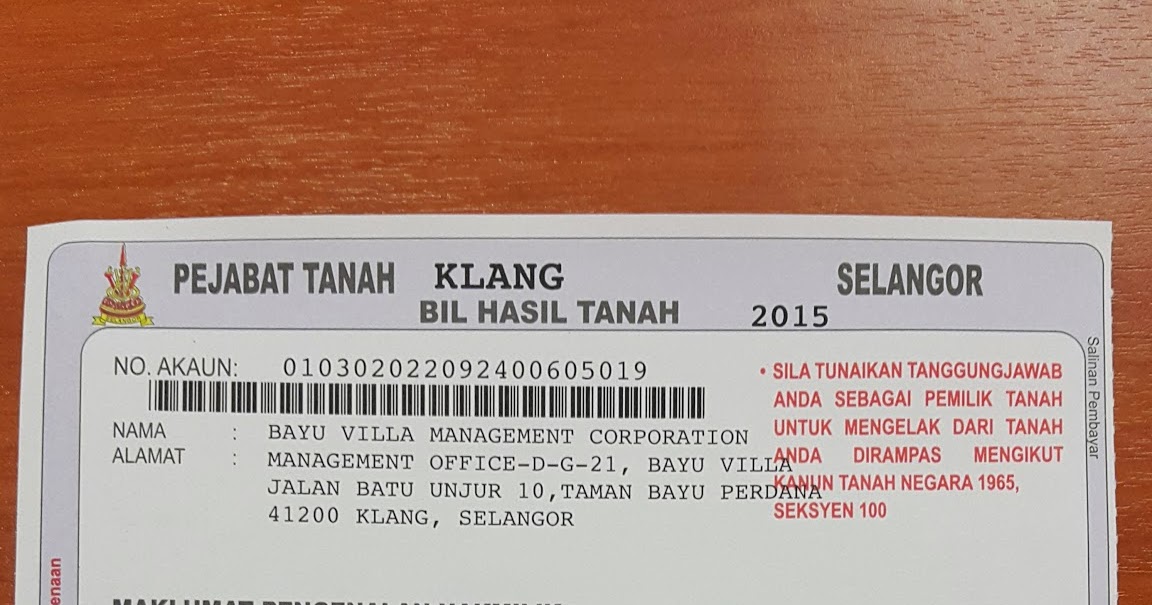 PEJABAT TANAH KLANG SELANGOR
BIL HASIL TANAH 2015
NO. AKAUN: 010302022092400605019
NAMA : BAYU VILLA MANAGEMENT CORPORATION
ALAMAT : MANAGEMENT OFFICE-D-G-21, BAYU VILLA
JALAN BATU UNJUR 10,TAMAN BAYU PERDANA
41200 KLANG, SELANGOR
• SILA TUNAIKAN TANGGUNGJAWAB
ANDA SEBAGAI PEMILIK TANAH
UNTUK MENGELAK DARI TANAH
ANDA DIRAMPAS MENGIKUT
KANUN TANAH NEGARA 1965,
SEKSYEN 100
Salinan Pembayar